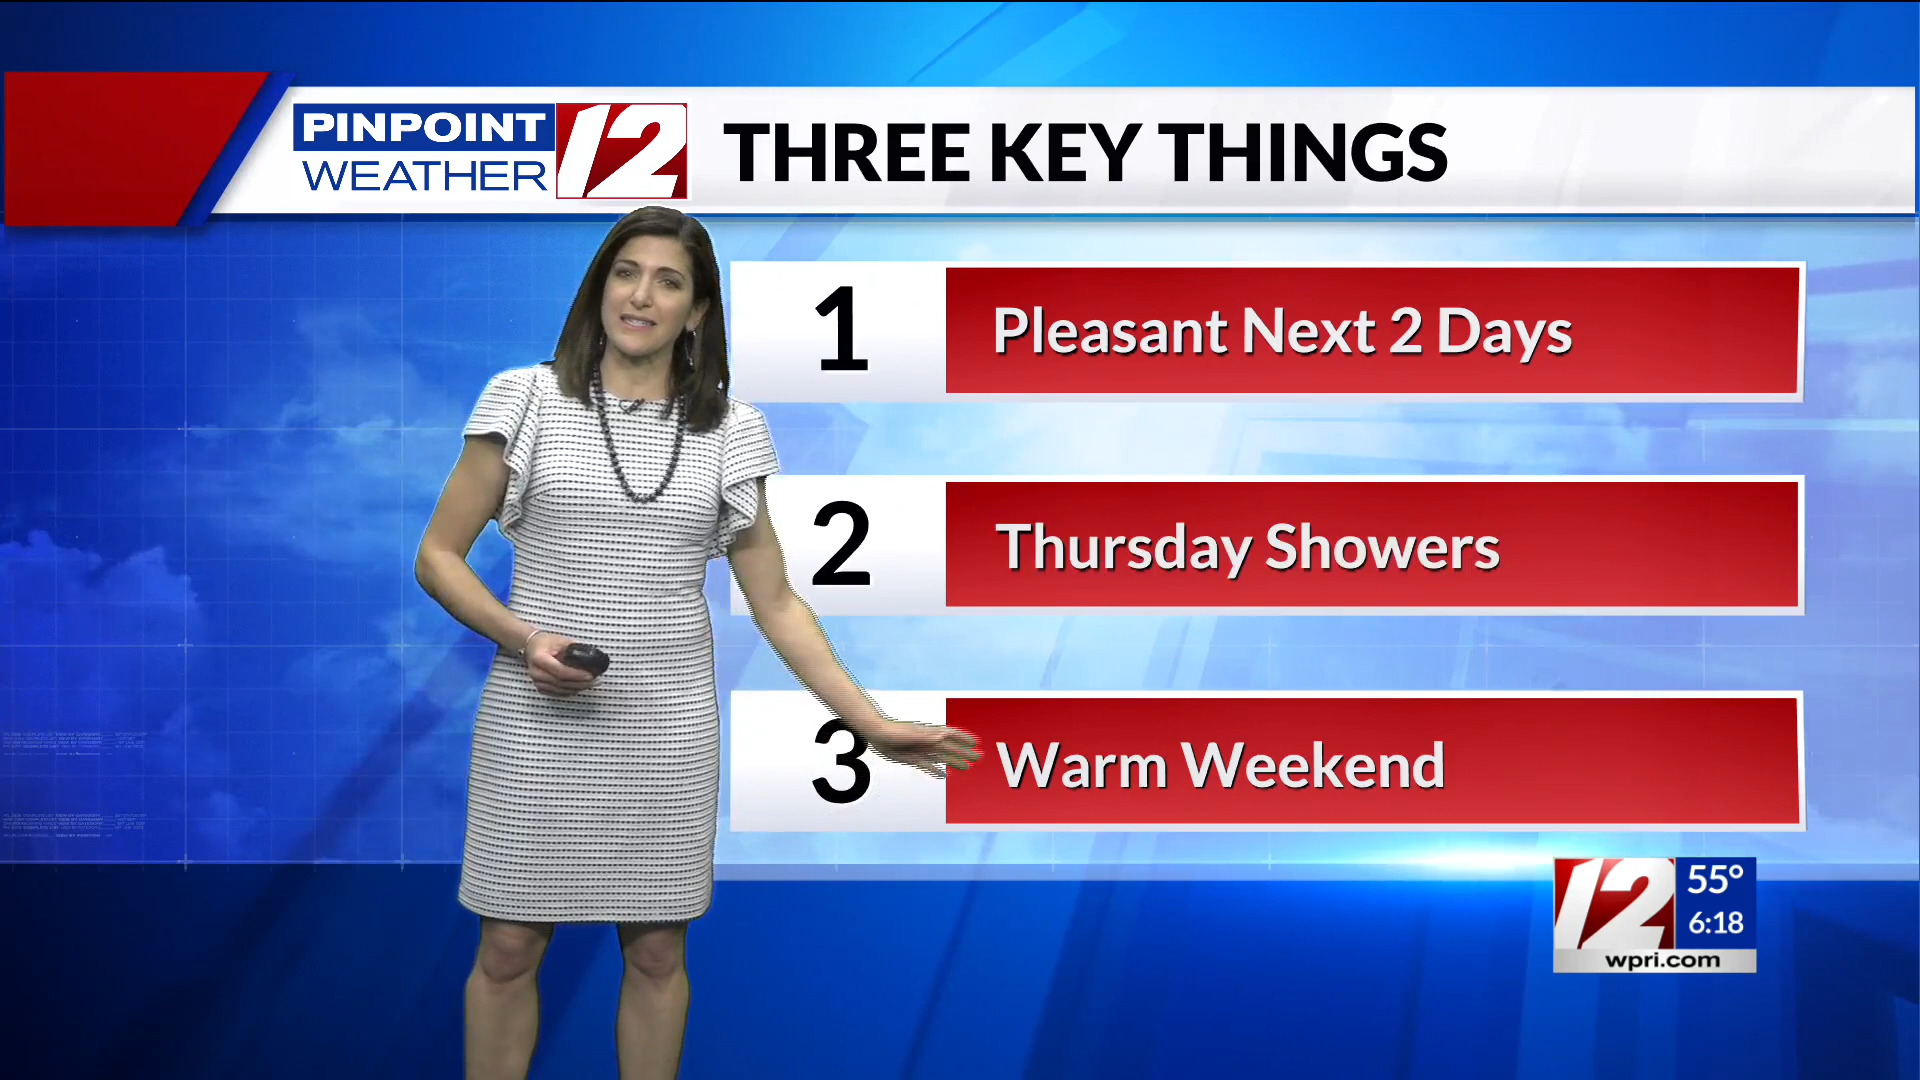 PINPOINT
WEATHER
12
THREE KEY THINGS
1
Pleasant Next 2 Days
2
Thursday Showers
3
Warm Weekend
12
55°
6:18
wpri.com